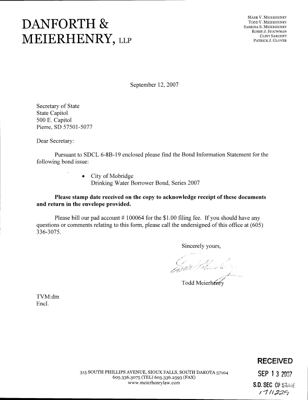 DANFORTH &
MEIERHENRY, LLP
MARK V. MEIERHENRY
TODD V. MEIERHENRY
SABRINA S. MEIERHENRY
CLINT SARGENT
PATRICK J. GLOVER
September 12, 2007
Secretary of State
State Capitol
500 E. Capitol
Pierre, SD 57501-5077
Dear Secretary:
Pursuant to SDCL 6-8B-19 enclosed please find the Bond Information Statement for the
following bond issue:
• City of Mobridge
Drinking Water Borrower Bond, Series 2007
Please stamp date received on the copy to acknowledge receipt of these documents
and return in the envelope provided.
Please bill our pad account # 100064 for the $1.00 filing fee. If you should have any
questions or comments relating to this form, please call the undersigned of this office at (605)
336-3075.
Sincerely yours,
Todd Meierhenry
TVM:dm
Encl.
315 SOUTH PHILLIPS AVENUE, SIOUX FALLS, SOUTH DAKOTA 57104
605.336.3075 (TEL) 605.336.2593 (FAX)
www.meierhenrylaw.com
RECEIVED
SEP 13 2007
S.D. SEC OF STATE